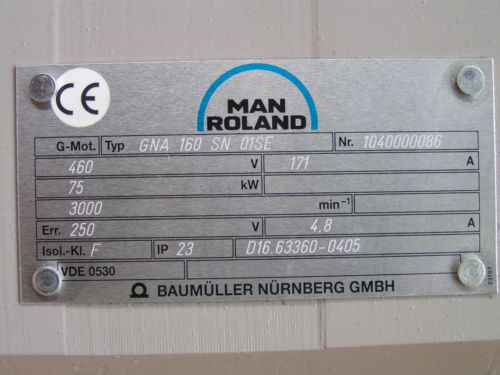 CE
MAN
ROLAND
G-Mot. Typ GNA 160 SN 01SE Nr. 1040000086
460 V 171 A
75 kW
3000 min⁻¹
Err. 250 V 4.8 A
Isol.-Kl. F IP 23 D16.63360-0405
VDE 0530
BAUMÜLLER NÜRNBERG GMBH